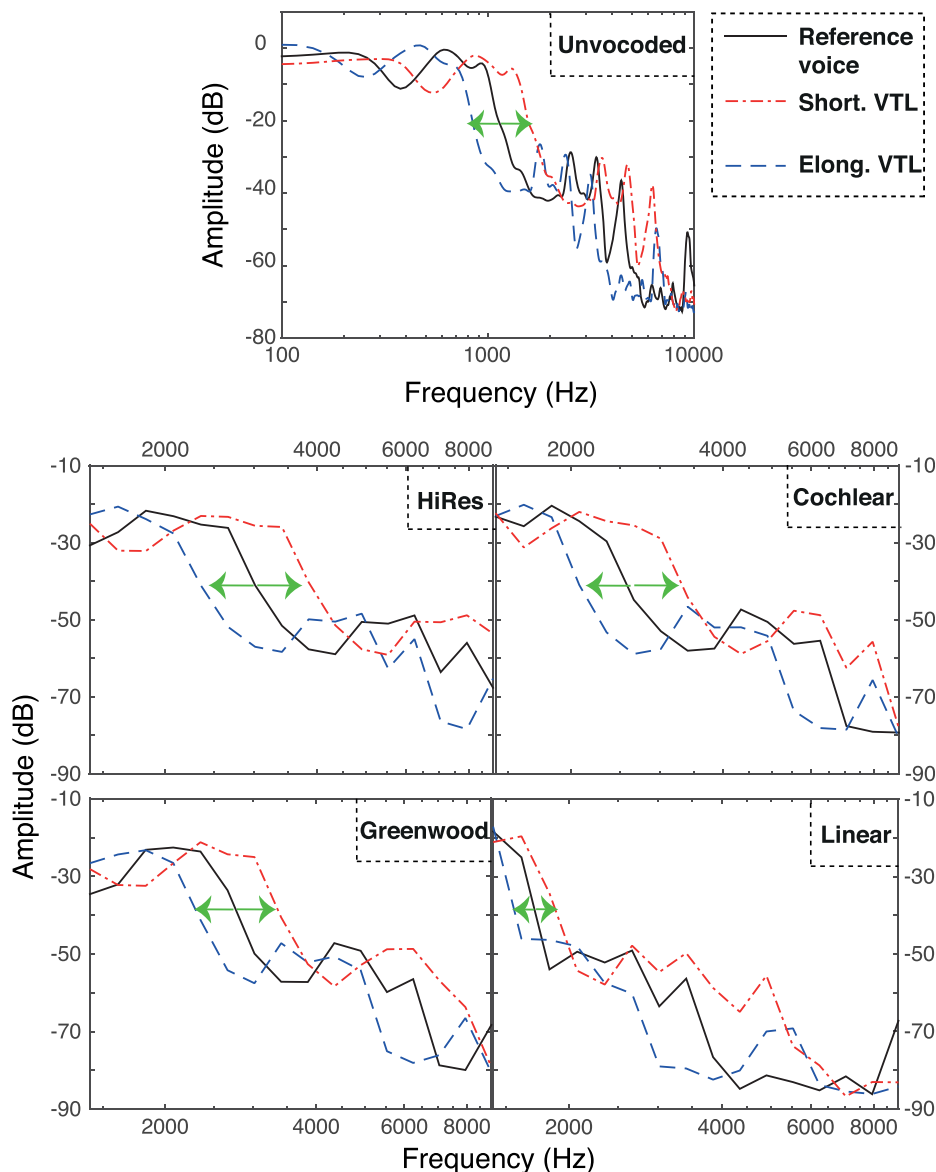 0
-20
-40
-60
-80
Amplitude (dB)
Unvocoded
100 1000 10000
Frequency (Hz)
Reference
voice
Short. VTL
Elong. VTL
2000 4000 6000 8000
2000 4000 6000 8000
-10
-30
-50
-70
-90
HiRes
Cochlear
-10
-30
-50
-70
-90
Amplitude (dB)
-10
-30
-50
-70
-90
Greenwood
Linear
-10
-30
-50
-70
-90
2000 4000 6000 8000
2000 4000 6000 8000
Frequency (Hz)